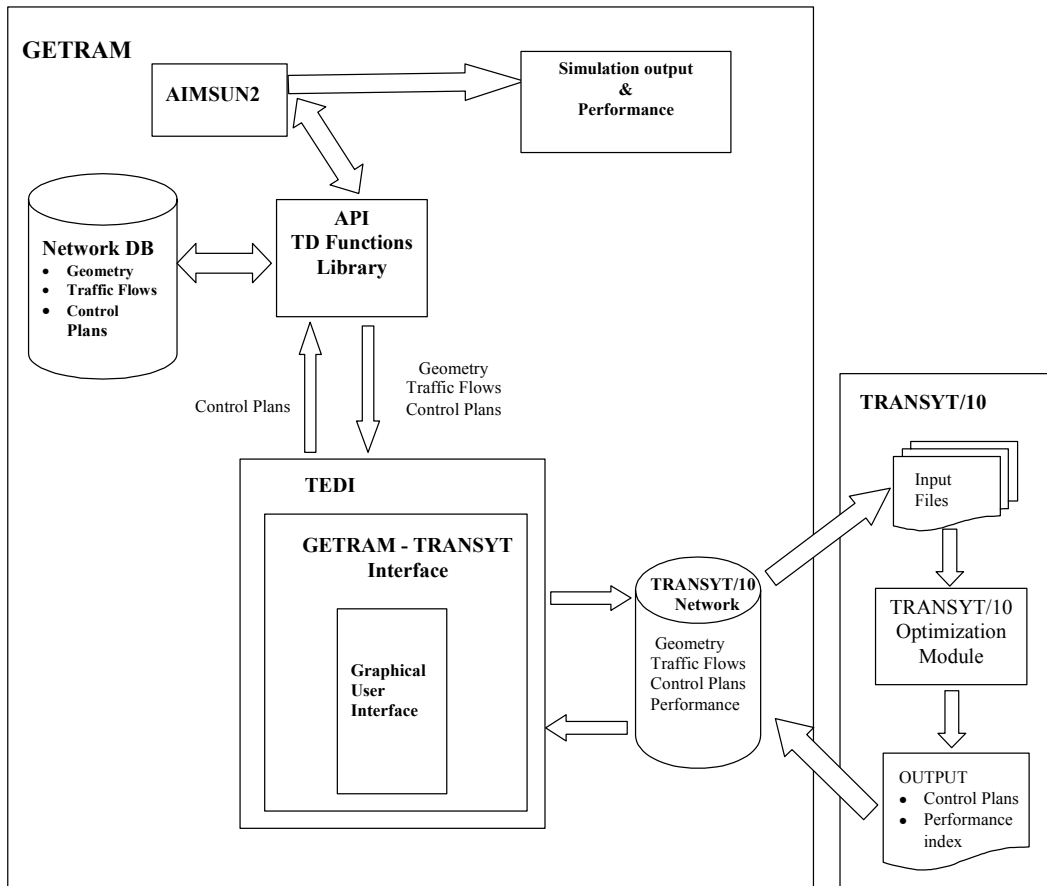 GETRAM
AIMSUN2
Simulation output
&
Performance
API
TD Functions
Library
Network DB
• Geometry
• Traffic Flows
• Control
Plans
Control Plans
Geometry
Traffic Flows
Control Plans
TEDI
GETRAM - TRANSYT
Interface
Graphical
User
Interface
TRANSYT/10
Network
Geometry
Traffic Flows
Control Plans
Performance
TRANSYT/10
Input
Files
TRANSYT/10
Optimization
Module
OUTPUT
• Control Plans
• Performance
index